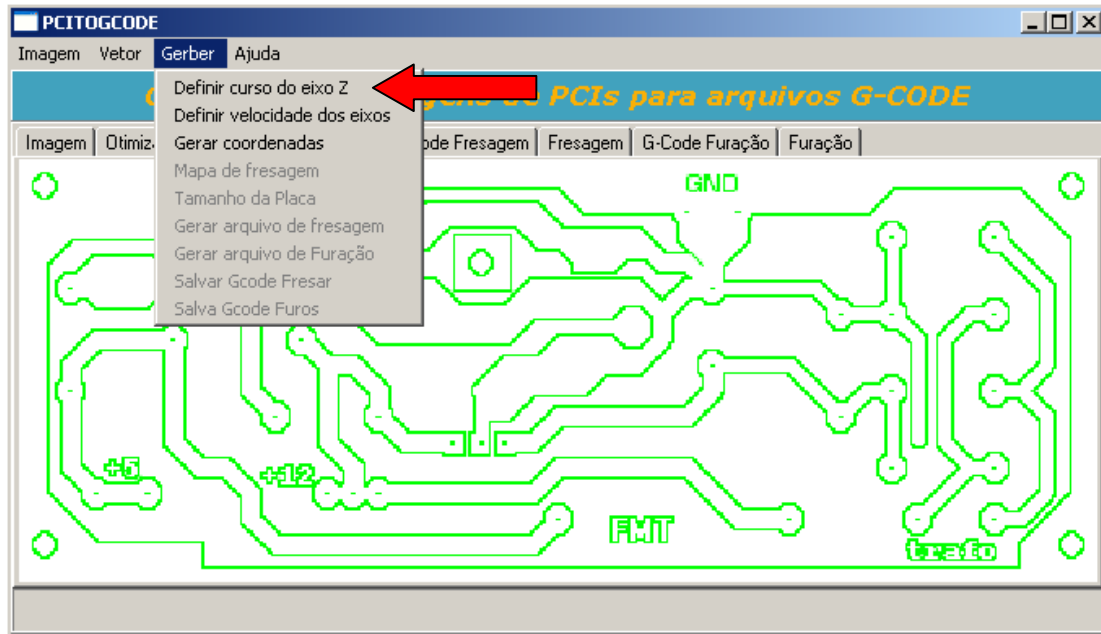 PCITOGCODE
Imagem Vetor Gerber Ajuda
PCIs para arquivos G-CODE
Definir curso do eixo Z
Definir velocidade dos eixos
Gerar coordenadas
Mapa de fresagem
Tamanho da Placa
Gerar arquivo de fresagem
Gerar arquivo de Furação
Salvar Gcode Fresar
Salva Gcode Furos
Imagem Fresagem Fresagem G-Code Furação Furação
GND
+5
+12
FMT
trafo